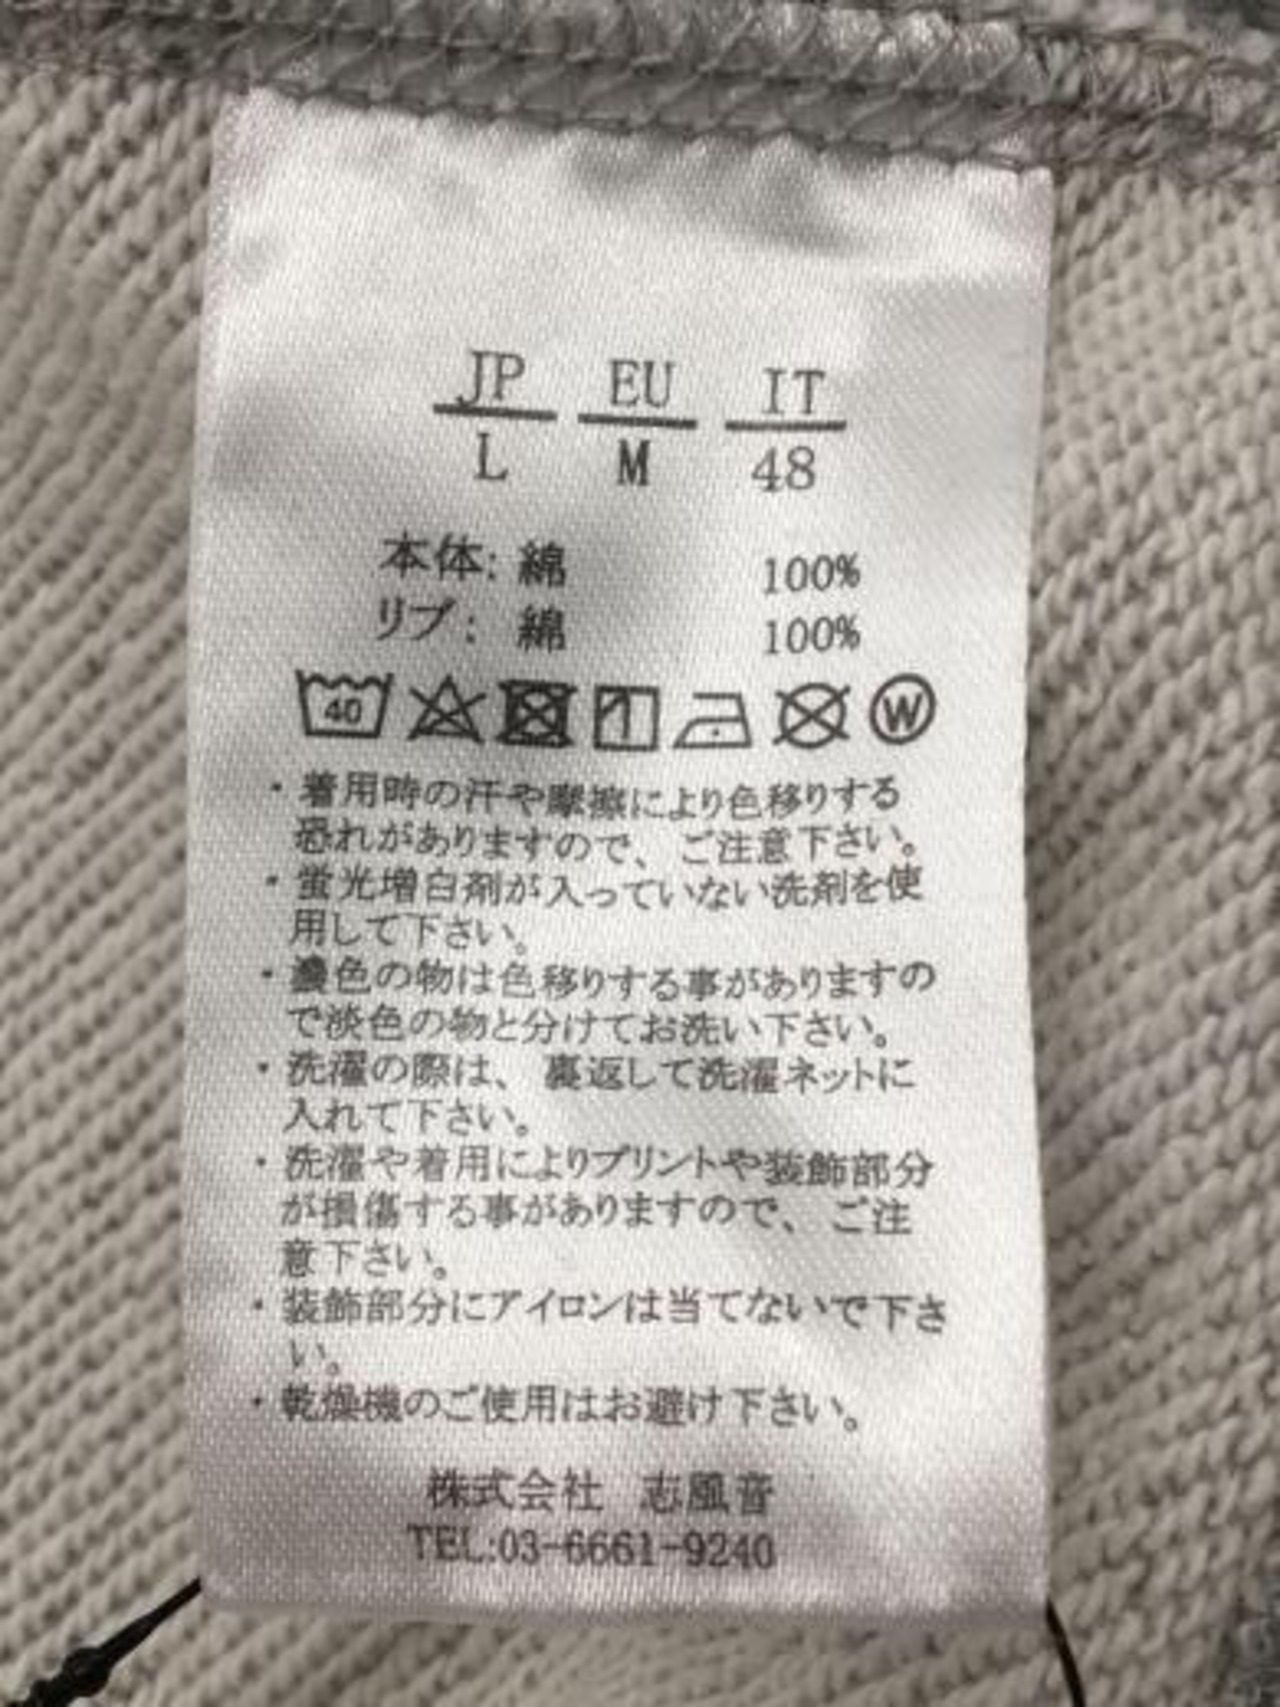 JP EU IT
L M 48
本体: 綿 100%
リブ: 綿 100%
40 W
・着用時の汗や摩擦により色移りする
恐れがありますので、ご注意下さい。
・蛍光増白剤が入っていない洗剤を使
用して下さい。
・濃色の物は色移りする事がありますの
で淡色の物と分けてお洗い下さい。
・洗濯の際は、裏返して洗濯ネットに
入れて下さい。
・洗濯や着用によりプリントや装飾部分
が損傷する事がありますので、ご注
意下さい。
・装飾部分にアイロンは当てないで下さ
い。
・乾燥機のご使用はお避け下さい。
株式会社 志風音
TEL:03-6661-9240